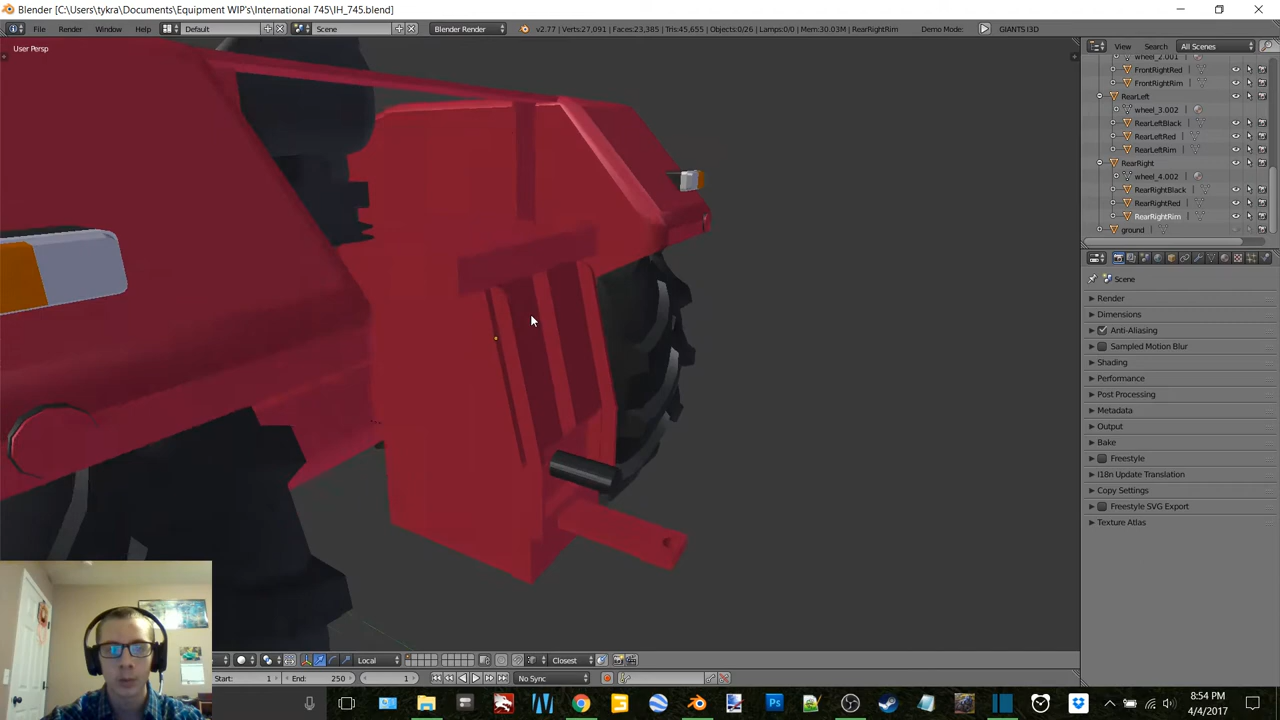 Blender [C:\Users\tykra\Documents\Equipment WIP's\International 745\IH_745.blend]
File Render Window Help Default Scene Blender Render v2.77 | Verts:27,091 | Faces:23,385 | Tris:45,655 | Objects:0/26 | Lamps:0/0 | Mem:30.03M | RearRightRim Demo Mode: GIANTS I3D
User Persp
View Search All Scenes
wheel_2.001
FrontRightRed
FrontRightRim
RearLeft
wheel_3.002
RearLeftBlack
RearLeftRed
RearLeftRim
RearRight
wheel_4.002
RearRightBlack
RearRightRed
RearRightRim
ground
Scene
Render
Dimensions
Anti-Aliasing
Sampled Motion Blur
Shading
Performance
Post Processing
Metadata
Output
Bake
Freestyle
I18n Update Translation
Copy Settings
Freestyle SVG Export
Texture Atlas
Local Closest
Start: 1 End: 250 1 No Sync
8:54 PM
4/4/2017